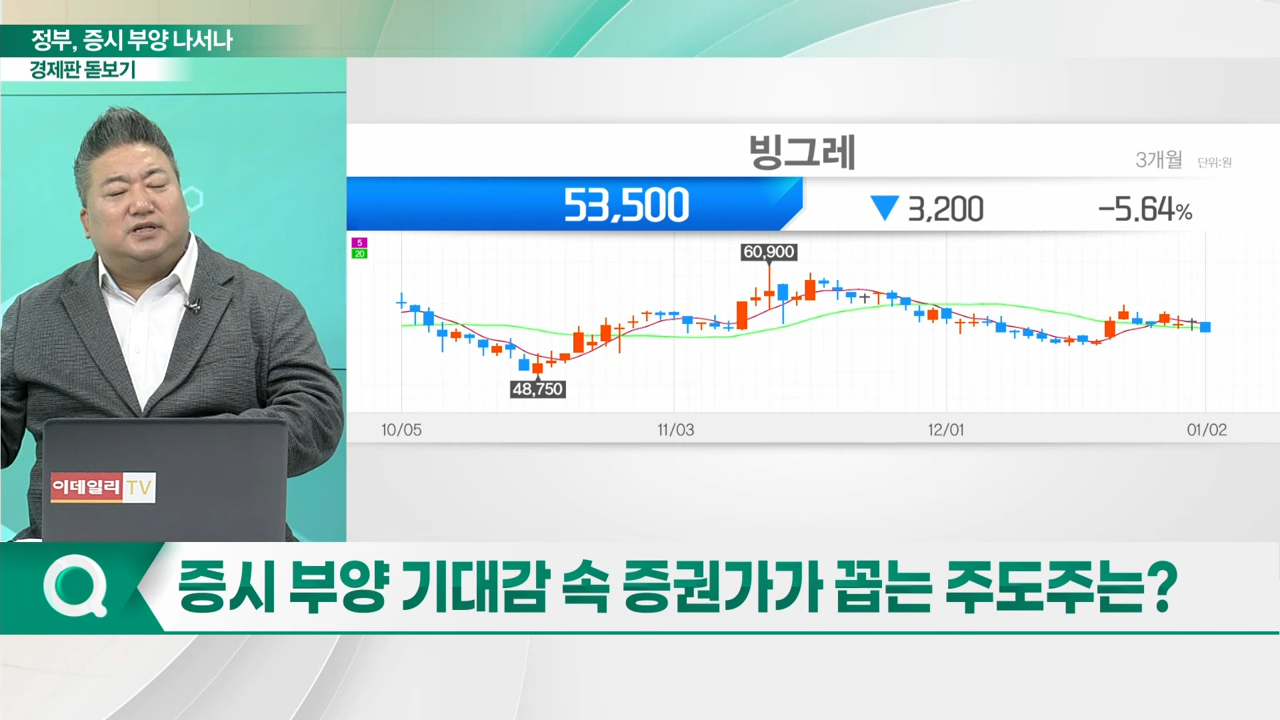 정부, 증시 부양 나서나
경제판 돋보기
빙그레
3개월 단위:원
53,500 ▼3,200 -5.64%
5
20
60,900
48,750
10/05 11/03 12/01 01/02
이데일리 TV
증시 부양 기대감 속 증권가가 꼽는 주도주는?